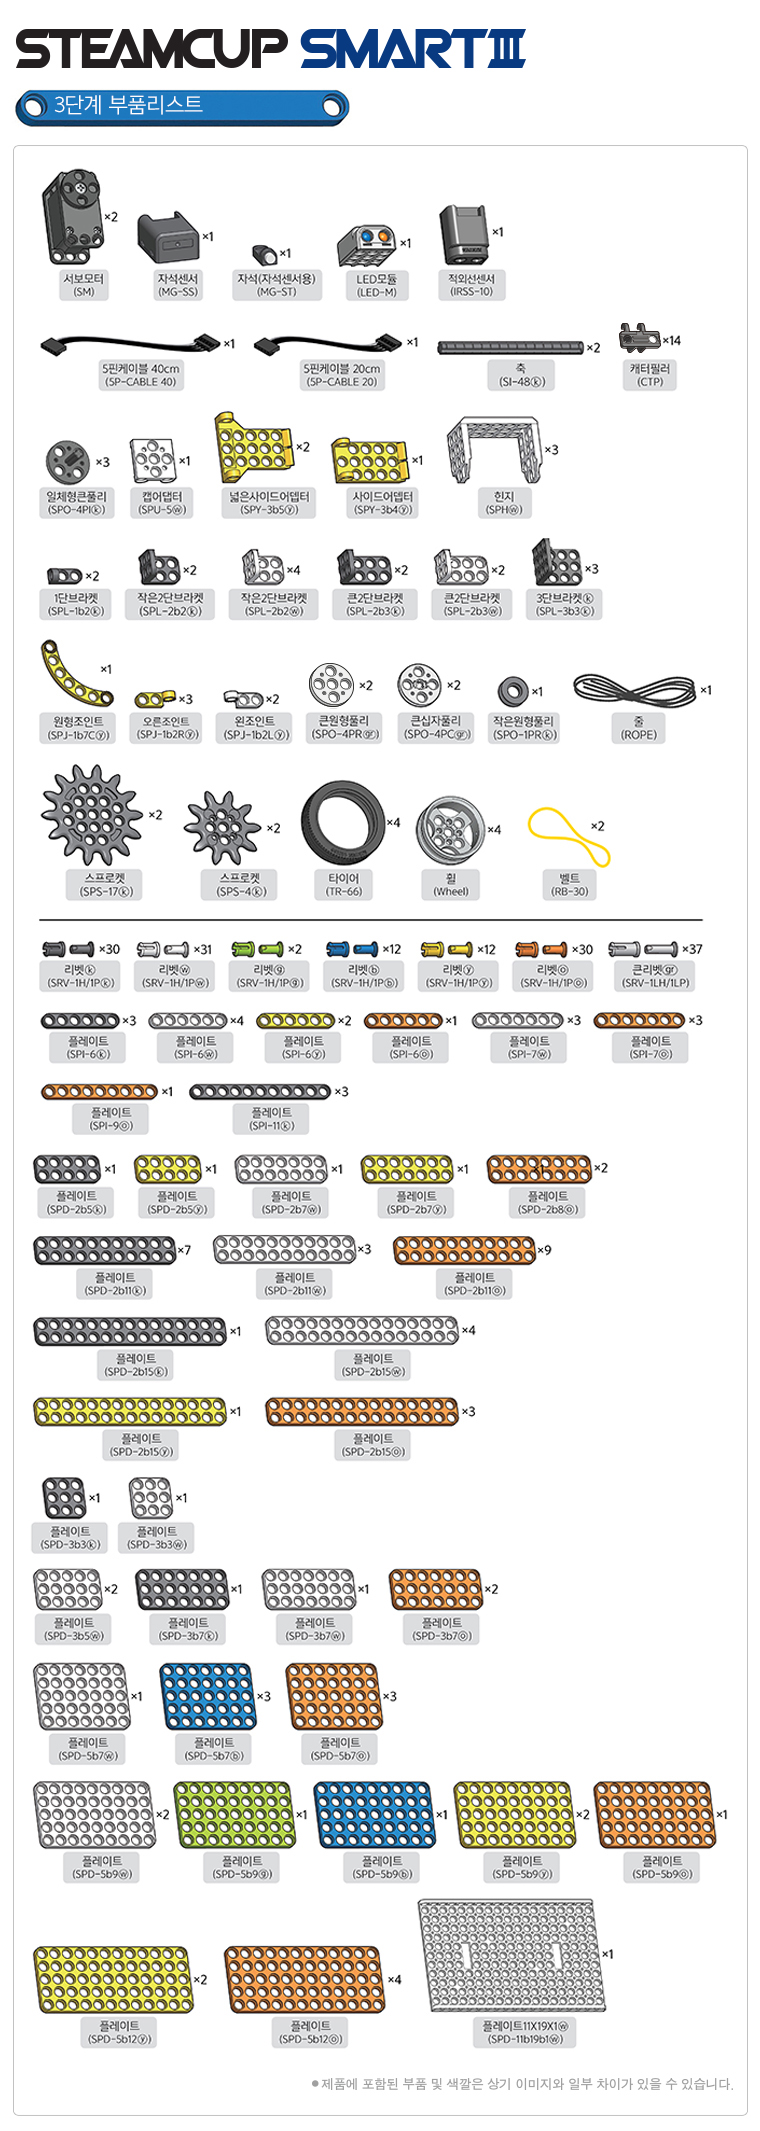 STEAMCUP SMARTⅢ
3단계 부품리스트
×2
×1
×1
×1
×1
서보모터
(SM)
자석센서
(MG-SS)
자석(자석센서용)
(MG-ST)
LED모듈
(LED-M)
적외선센서
(IRSS-10)
×1
×1
×2
×14
5핀케이블 40cm
(5P-CABLE 40)
5핀케이블 20cm
(5P-CABLE 20)
축
(SI-48ⓚ)
캐터필러
(CTP)
×3
×1
×2
×1
×3
일체형큰풀리
(SPO-4PIⓚ)
캡어댑터
(SPU-5ⓦ)
넓은사이드어뎁터
(SPY-3b5ⓨ)
사이드어뎁터
(SPY-3b4ⓨ)
힌지
(SPHⓦ)
×2
×2
×4
×2
×2
×3
1단브라켓
(SPL-1b2ⓚ)
작은2단브라켓
(SPL-2b2ⓚ)
작은2단브라켓
(SPL-2b2ⓦ)
큰2단브라켓
(SPL-2b3ⓚ)
큰2단브라켓
(SPL-2b3ⓦ)
3단브라켓ⓚ
(SPL-3b3ⓚ)
×1
×3
×2
×2
×2
×1
×1
원형조인트
(SPJ-1b7Cⓨ)
오른조인트
(SPJ-1b2Rⓨ)
왼조인트
(SPJ-1b2Lⓨ)
큰원형풀리
(SPO-4PRgr)
큰십자풀리
(SPO-4PCgr)
작은원형풀리
(SPO-1PRⓚ)
줄
(ROPE)
×2
×2
×4
×4
×2
스프로켓
(SPS-17ⓚ)
스프로켓
(SPS-4ⓚ)
타이어
(TR-66)
휠
(Wheel)
벨트
(RB-30)
×30
×31
×2
×12
×12
×30
×37
리벳ⓚ
(SRV-1H/1Pⓚ)
리벳ⓦ
(SRV-1H/1Pⓦ)
리벳ⓖ
(SRV-1H/1Pⓖ)
리벳ⓑ
(SRV-1H/1Pⓑ)
리벳ⓨ
(SRV-1H/1Pⓨ)
리벳ⓞ
(SRV-1H/1Pⓞ)
큰리벳gr
(SRV-1LH/1LP)
×3
×4
×2
×1
×3
×3
플레이트
(SPI-6ⓚ)
플레이트
(SPI-6ⓦ)
플레이트
(SPI-6ⓨ)
플레이트
(SPI-6ⓞ)
플레이트
(SPI-7ⓦ)
플레이트
(SPI-7ⓞ)
×1
×3
플레이트
(SPI-9ⓞ)
플레이트
(SPI-11ⓚ)
×1
×1
×1
×1
×1
×2
플레이트
(SPD-2b5ⓚ)
플레이트
(SPD-2b5ⓨ)
플레이트
(SPD-2b7ⓦ)
플레이트
(SPD-2b7ⓨ)
플레이트
(SPD-2b8ⓞ)
×7
×3
×9
플레이트
(SPD-2b11ⓚ)
플레이트
(SPD-2b11ⓦ)
플레이트
(SPD-2b11ⓞ)
×1
×4
플레이트
(SPD-2b15ⓚ)
플레이트
(SPD-2b15ⓦ)
×1
×3
플레이트
(SPD-2b15ⓨ)
플레이트
(SPD-2b15ⓞ)
×1
×1
플레이트
(SPD-3b3ⓚ)
플레이트
(SPD-3b3ⓦ)
×2
×1
×1
×2
플레이트
(SPD-3b5ⓦ)
플레이트
(SPD-3b7ⓚ)
플레이트
(SPD-3b7ⓦ)
플레이트
(SPD-3b7ⓞ)
×1
×3
×3
플레이트
(SPD-5b7ⓦ)
플레이트
(SPD-5b7ⓑ)
플레이트
(SPD-5b7ⓞ)
×2
×1
×1
×2
×1
플레이트
(SPD-5b9ⓦ)
플레이트
(SPD-5b9ⓖ)
플레이트
(SPD-5b9ⓑ)
플레이트
(SPD-5b9ⓨ)
플레이트
(SPD-5b9ⓞ)
×2
×4
×1
플레이트
(SPD-5b12ⓨ)
플레이트
(SPD-5b12ⓞ)
플레이트11X19X1ⓦ
(SPD-11b19b1ⓦ)
● 제품에 포함된 부품 및 색깔은 상기 이미지와 일부 차이가 있을 수 있습니다.